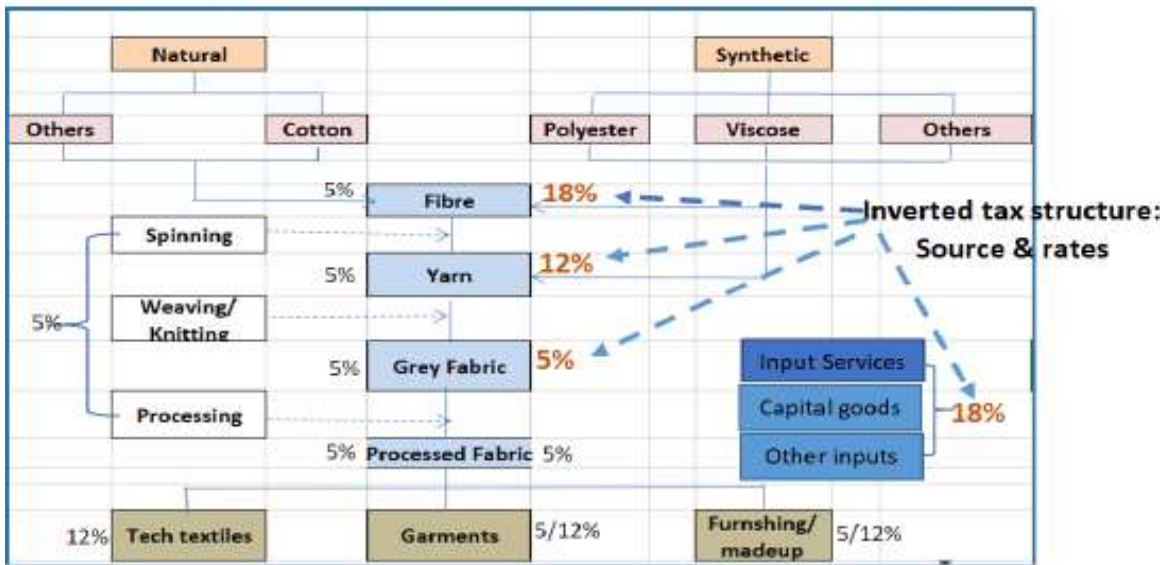 Natural
Synthetic
Others
Cotton
Polyester
Viscose
Others
5%
Fibre
18%
Inverted tax structure:
Source & rates
Spinning
5%
Yarn
12%
5%
Weaving/
Knitting
5%
Grey Fabric
5%
Input Services
Capital goods
18%
Other inputs
Processing
5%
Processed Fabric
5%
12%
Tech textiles
Garments
5/12%
Furnshing/
madeup
5/12%